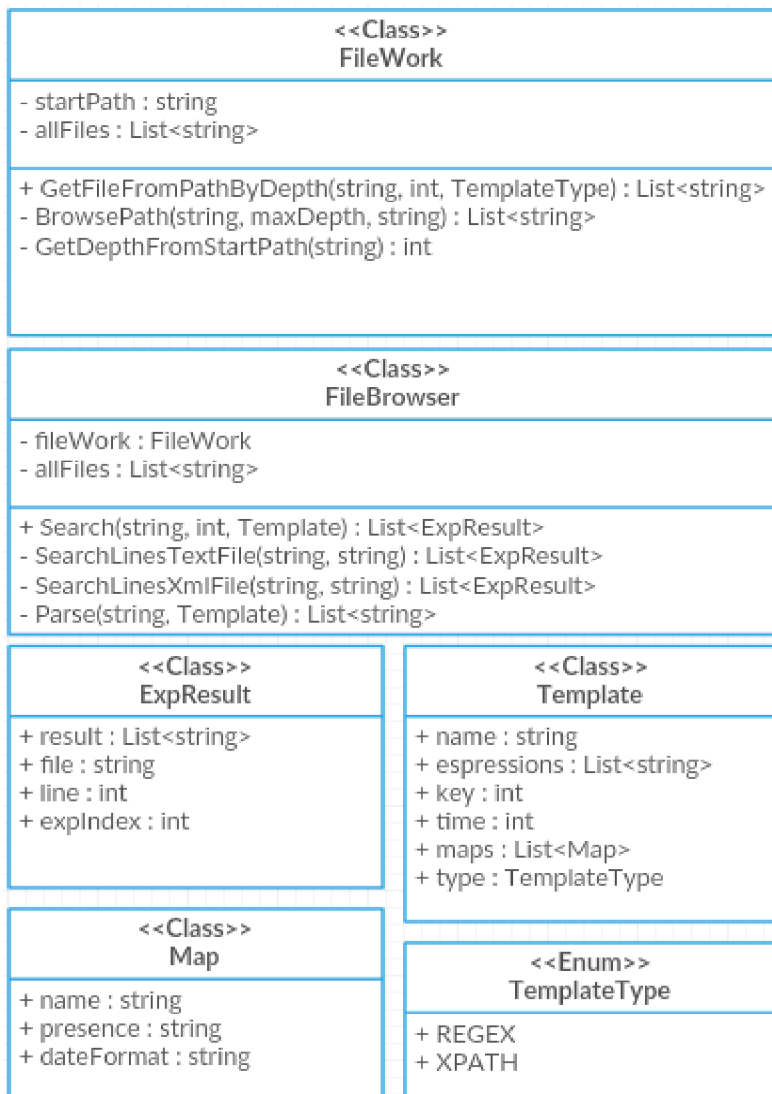 <<Class>>
FileWork
- startPath : string
- allFiles : List<string>
+ GetFileFromPathByDepth(string, int, TemplateType) : List<string>
- BrowsePath(string, maxDepth, string) : List<string>
- GetDepthFromStartPath(string) : int
<<Class>>
FileBrowser
- fileWork : FileWork
- allFiles : List<string>
+ Search(string, int, Template) : List<ExpResult>
- SearchLinesTextFile(string, string) : List<ExpResult>
- SearchLinesXmlFile(string, string) : List<ExpResult>
- Parse(string, Template) : List<string>
<<Class>>
ExpResult
+ result : List<string>
+ file : string
+ line : int
+ expIndex : int
<<Class>>
Template
+ name : string
+ espressions : List<string>
+ key : int
+ time : int
+ maps : List<Map>
+ type : TemplateType
<<Class>>
Map
+ name : string
+ presence : string
+ dateFormat : string
<<Enum>>
TemplateType
+ REGEX
+ XPATH